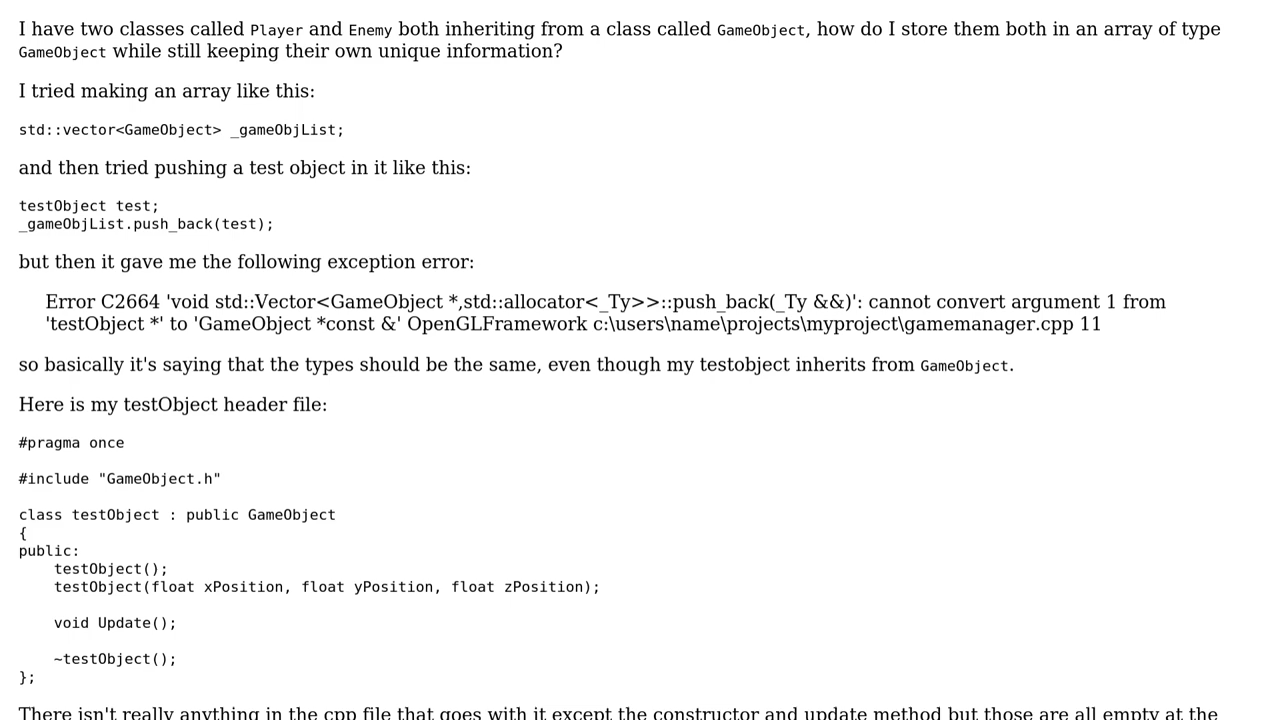 I have two classes called Player and Enemy both inheriting from a class called GameObject, how do I store them both in an array of type
GameObject while still keeping their own unique information?
I tried making an array like this:
std::vector<GameObject> _gameObjList;
and then tried pushing a test object in it like this:
testObject test;
_gameObjList.push_back(test);
but then it gave me the following exception error:
Error C2664 'void std::Vector<GameObject *,std::allocator<_Ty>>::push_back(_Ty &&)': cannot convert argument 1 from
'testObject *' to 'GameObject *const &' OpenGLFramework c:\users\name\projects\myproject\gamemanager.cpp 11
so basically it's saying that the types should be the same, even though my testobject inherits from GameObject.
Here is my testObject header file:
#pragma once
#include "GameObject.h"
class testObject : public GameObject
{
public:
    testObject();
    testObject(float xPosition, float yPosition, float zPosition);
    void Update();
    ~testObject();
};
There isn't really anything in the cpp file that goes with it except the constructor and update method but those are all empty at the